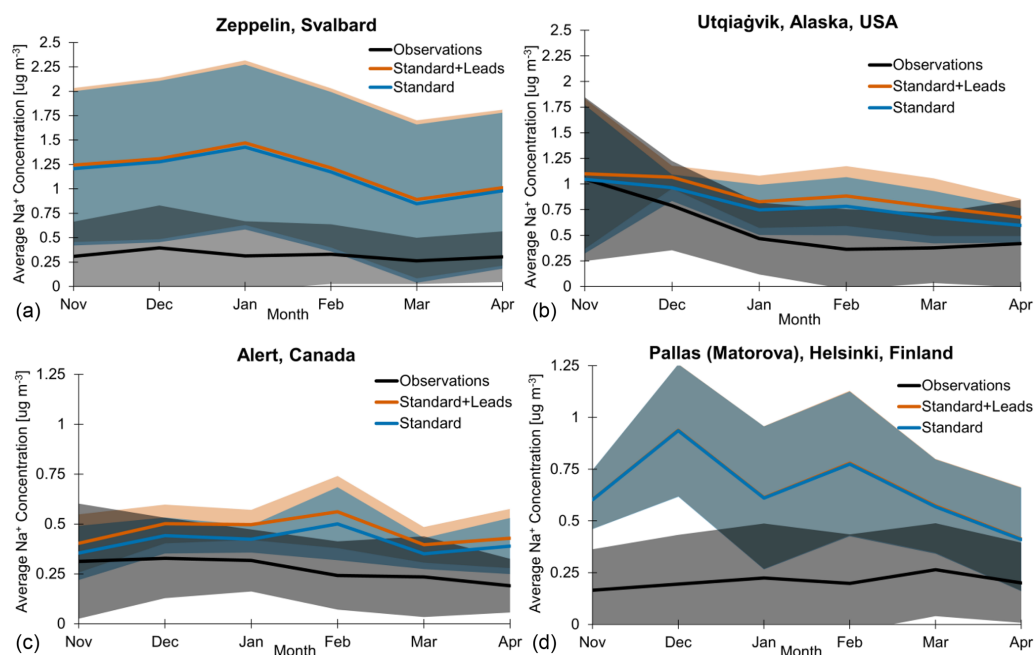 Zeppelin, Svalbard
Observations
Standard+Leads
Standard
Average Na⁺ Concentration [ug m⁻³]
2.5
2.25
2
1.75
1.5
1.25
1
0.75
0.5
0.25
0
Nov Dec Jan Feb Mar Apr
Month
(a)
Utqiaġvik, Alaska, USA
Observations
Standard+Leads
Standard
Average Na⁺ Concentration [ug m⁻³]
2.5
2.25
2
1.75
1.5
1.25
1
0.75
0.5
0.25
0
Nov Dec Jan Feb Mar Apr
Month
(b)
Alert, Canada
Observations
Standard+Leads
Standard
Average Na⁺ Concentration [ug m⁻³]
1.25
1
0.75
0.5
0.25
0
Nov Dec Jan Feb Mar Apr
Month
(c)
Pallas (Matorova), Helsinki, Finland
Observations
Standard+Leads
Standard
Average Na⁺ Concentration [ug m⁻³]
1.25
1
0.75
0.5
0.25
0
Nov Dec Jan Feb Mar Apr
Month
(d)